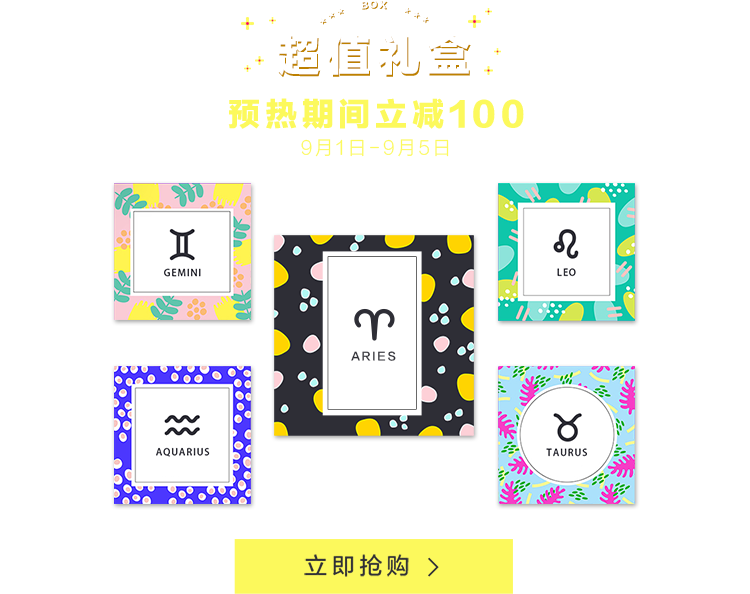 BOX
超值礼盒
预热期间立减100
9月1日-9月5日
GEMINI
LEO
ARIES
AQUARIUS
TAURUS
立即抢购 >